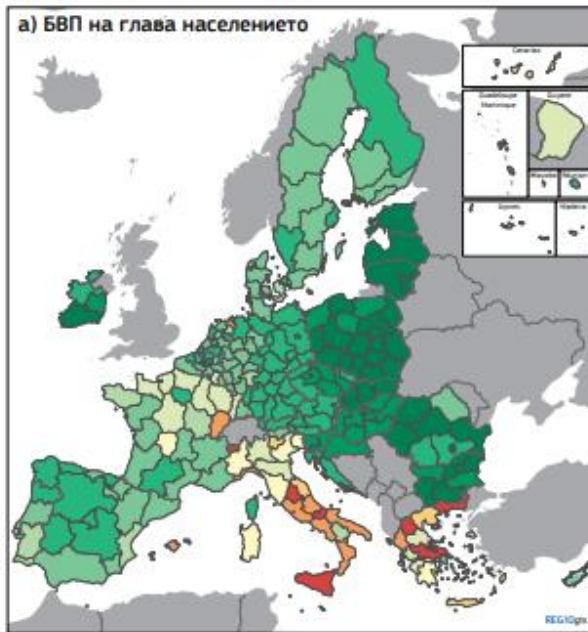 а) БВП на глава населението
Canarias
Guadeloupe
Martinique
Guyane
Mayotte
Réunion
Açores
Madeira
REGIOgis